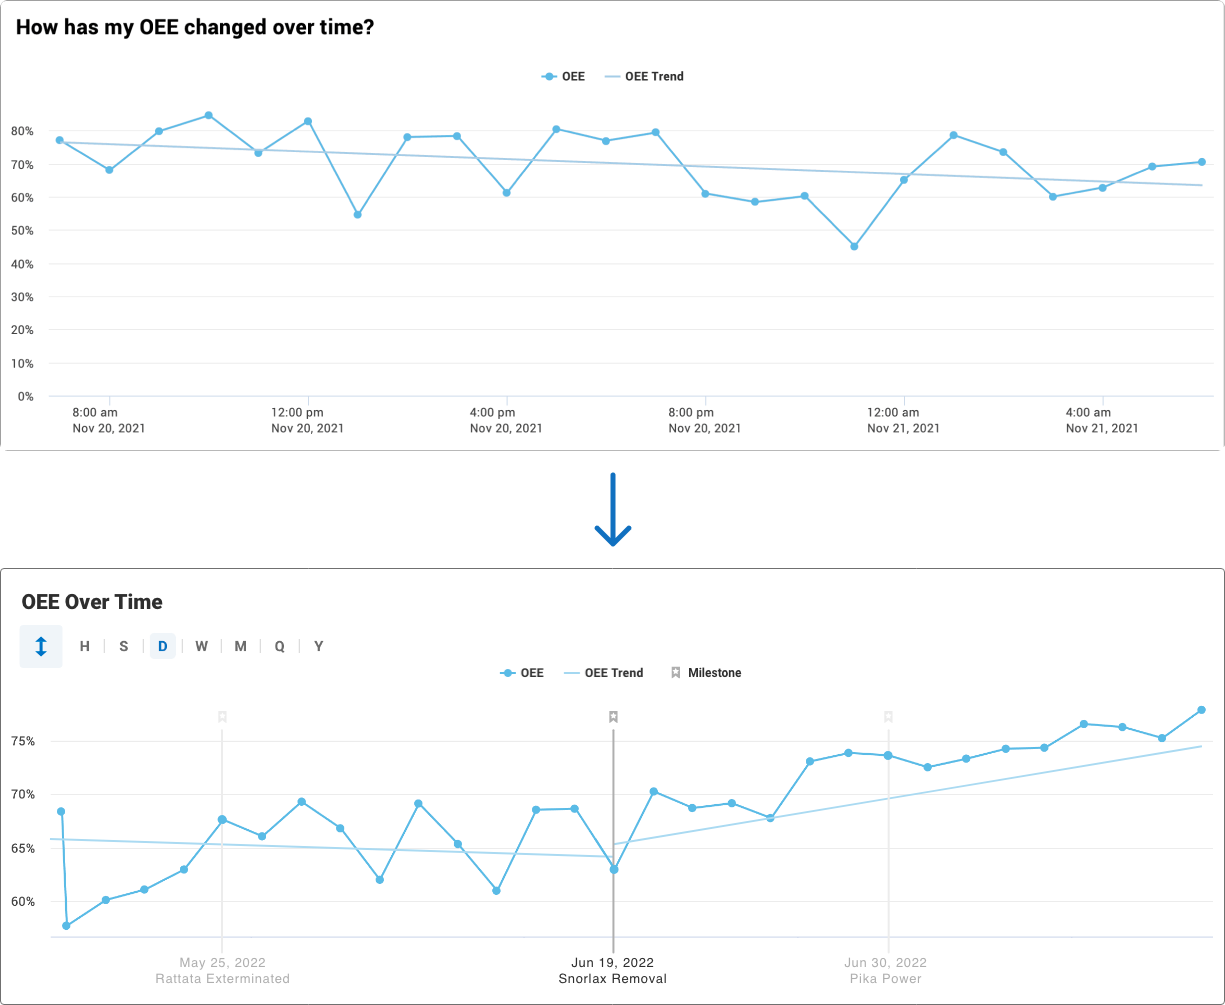 How has my OEE changed over time?
OEE OEE Trend
80%
70%
60%
50%
40%
30%
20%
10%
0%
8:00 am 12:00 pm 4:00 pm 8:00 pm 12:00 am 4:00 am
Nov 20, 2021 Nov 20, 2021 Nov 20, 2021 Nov 20, 2021 Nov 21, 2021 Nov 21, 2021
OEE Over Time
H S D W M Q Y
OEE OEE Trend Milestone
75%
70%
65%
60%
May 25, 2022 Jun 19, 2022 Jun 30, 2022
Rattata Exterminated Snorlax Removal Pika Power